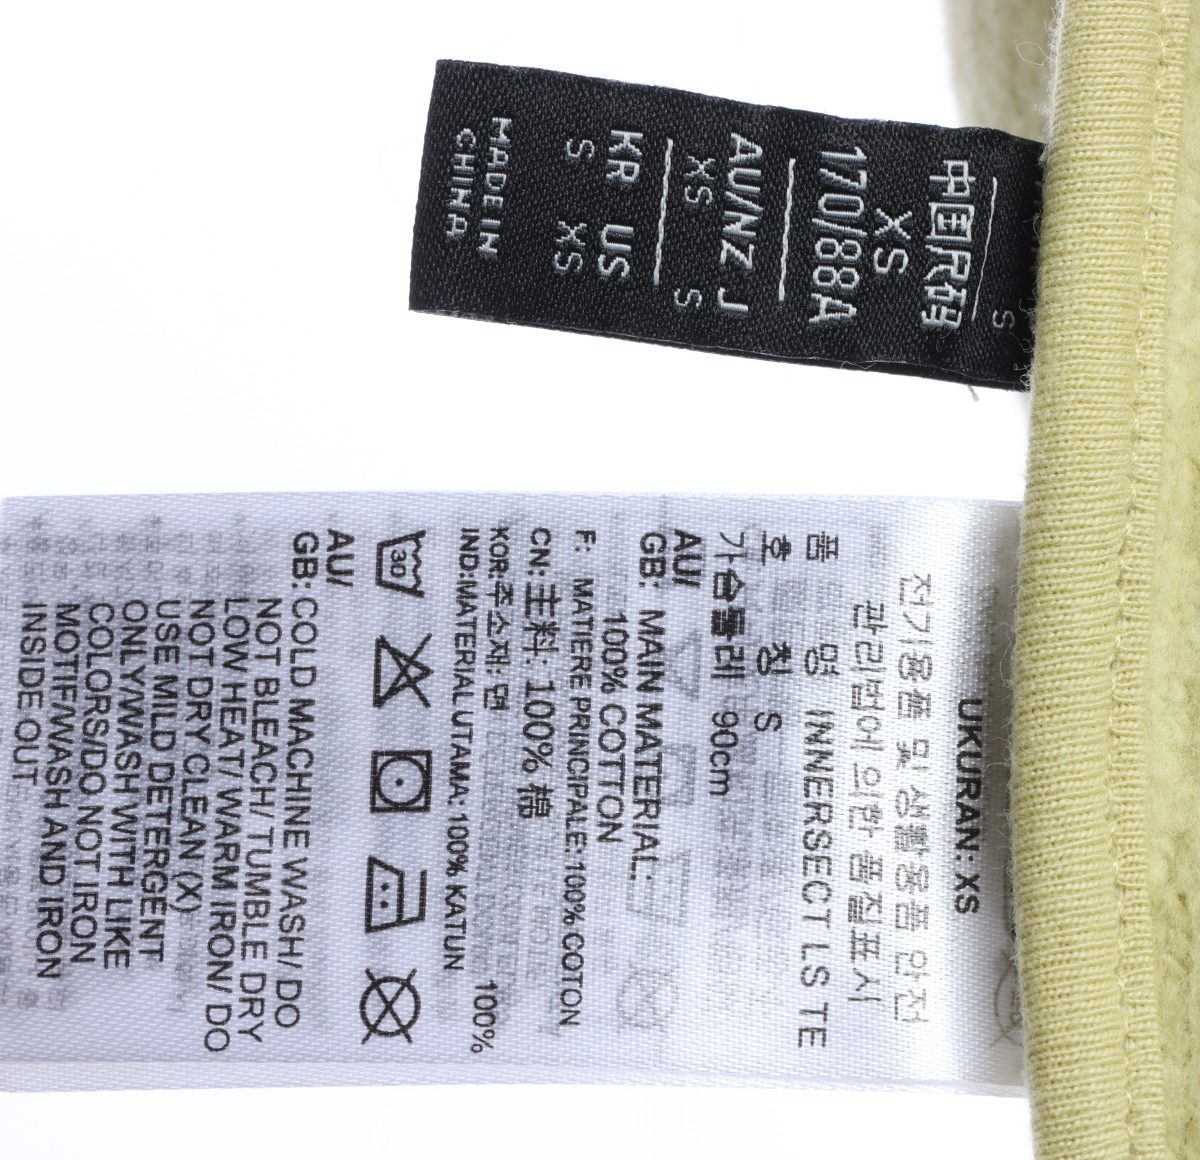 S
中国尺码
XS
170/88A
AU/NZ J
XS S
KR US
S XS
MADE IN
CHINA
UKURAN: XS
전기용품 및 생활용품 안전
관리법에 의한 품질표시
품 명 INNERSECT LS TE
호 칭 S
가슴둘레 90cm
AU/
GB: MAIN MATERIAL:
100% COTTON
F: MATIERE PRINCIPALE:100% COTON
CN: 主料: 100% 棉
KOR:주소재: 면 100%
IND:MATERIAL UTAMA: 100% KATUN
30
AU/
GB:COLD MACHINE WASH/ DO
NOT BLEACH/ TUMBLE DRY
LOW HEAT/ WARM IRON/ DO
NOT DRY CLEAN (X)
USE MILD DETERGENT
ONLY/WASH WITH LIKE
COLORS/DO NOT IRON
MOTIF/WASH AND IRON
INSIDE OUT